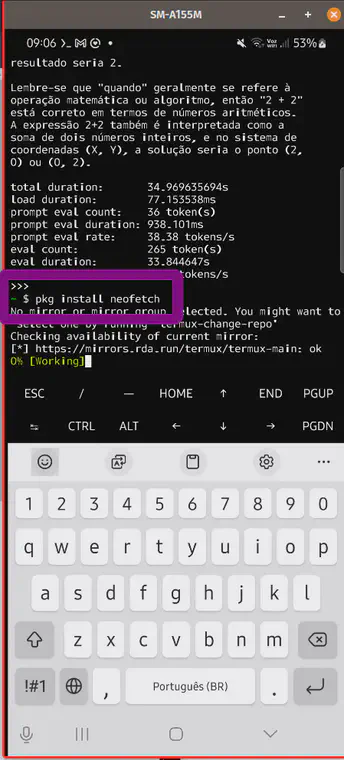 SM-A155M
09:06 >_ 53%
resultado seria 2.
Lembre-se que "quando" geralmente se refere à
operação matemática ou algoritmo, então "2 + 2"
está correto em termos de números aritméticos.
A expressão 2+2 também é interpretada como a
soma de dois números inteiros, e no sistema de
coordenadas (X, Y), a solução seria o ponto (2,
0) ou (0, 2).
total duration: 34.969635694s
load duration: 77.153538ms
prompt eval count: 36 token(s)
prompt eval duration: 938.101ms
prompt eval rate: 38.38 tokens/s
eval count: 265 token(s)
eval duration: 33.844647s
tokens/s
>>>
~ $ pkg install neofetch
No mirror or mirror group selected. You might want to
select one by running 'termux-change-repo'
Checking availability of current mirror:
[*] https://mirrors.rda.run/termux/termux-main: ok
0% [Working]
ESC / — HOME ↑ END PGUP
CTRL ALT ← ↓ → PGDN
1 2 3 4 5 6 7 8 9 0
q w e r t y u i o p
a s d f g h j k l
z x c v b n m
!#1 , Português (BR) .